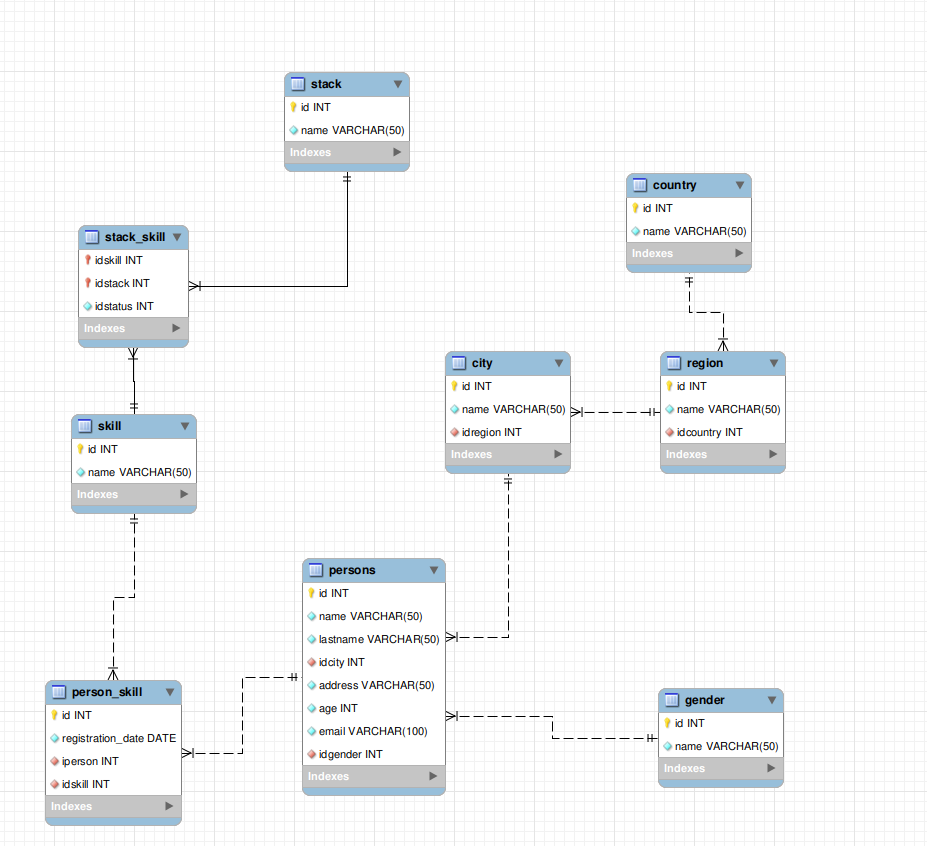 stack
id INT
name VARCHAR(50)
Indexes
country
id INT
name VARCHAR(50)
Indexes
stack_skill
idskill INT
idstack INT
idstatus INT
Indexes
city
id INT
name VARCHAR(50)
idregion INT
Indexes
region
id INT
name VARCHAR(50)
idcountry INT
Indexes
skill
id INT
name VARCHAR(50)
Indexes
persons
id INT
name VARCHAR(50)
lastname VARCHAR(50)
idcity INT
address VARCHAR(50)
age INT
email VARCHAR(100)
idgender INT
Indexes
person_skill
id INT
registration_date DATE
iperson INT
idskill INT
Indexes
gender
id INT
name VARCHAR(50)
Indexes